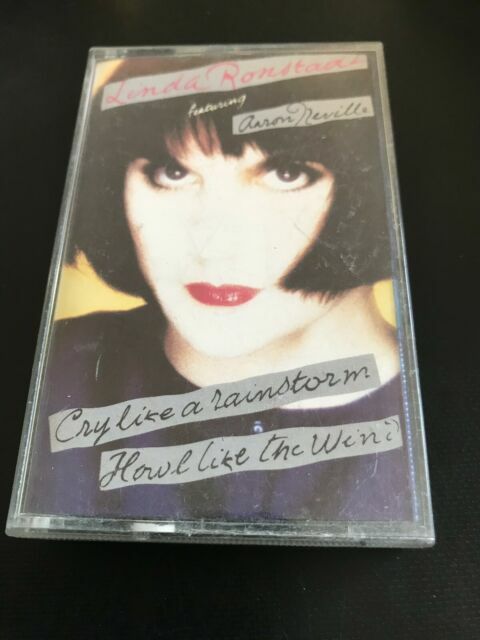 Linda Ronstadt
featuring
Aaron Neville
Cry like a rainstorm
Howl like the Wind